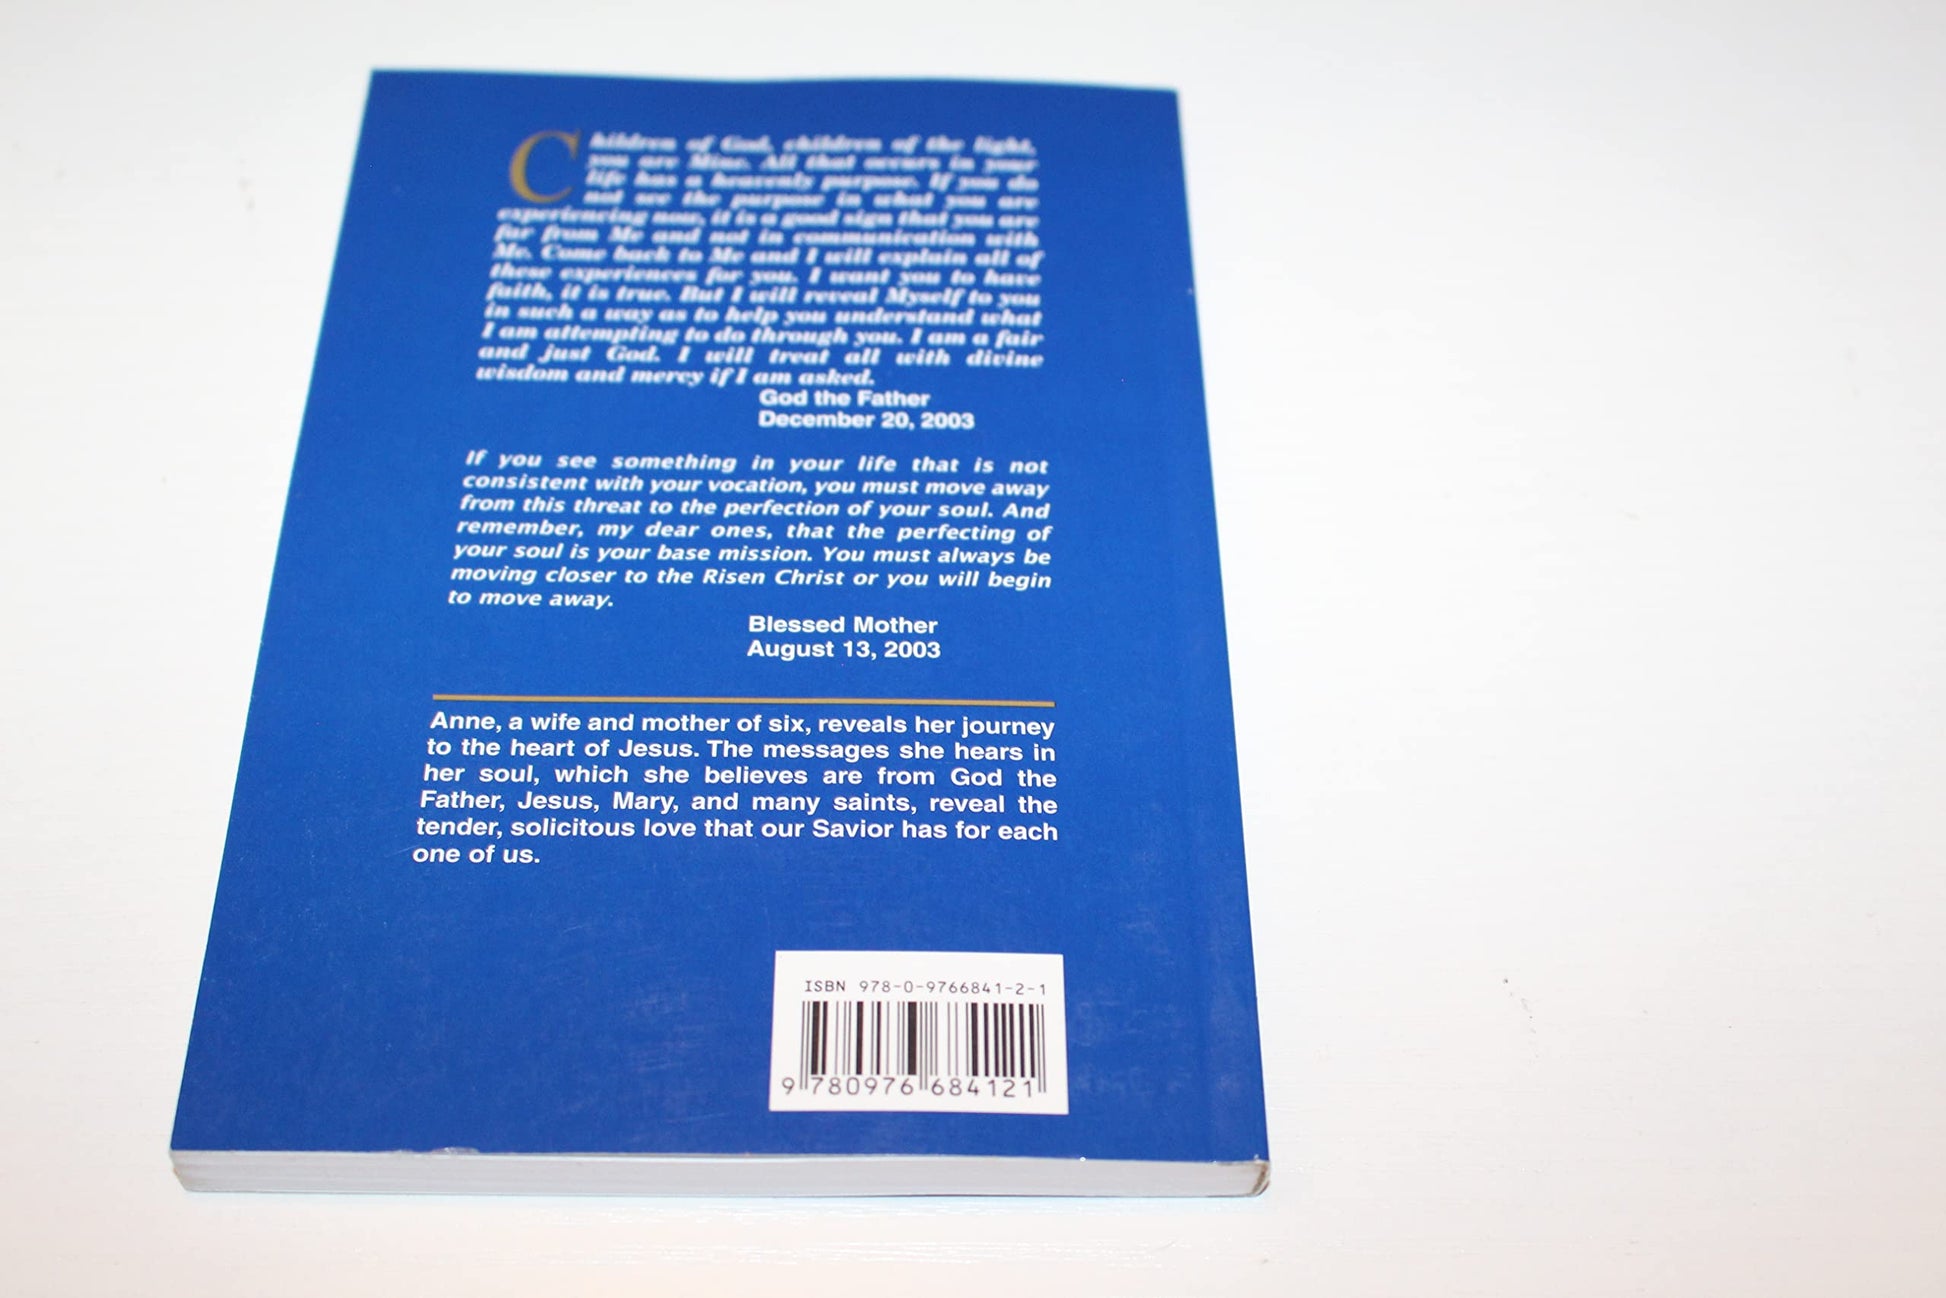 Children of God, children of the light,
you are Mine. All that occurs in your
life has a heavenly purpose. If you do
not see the purpose in what you are
experiencing now, it is a good sign that you are
far from Me and not in communication with
Me. Come back to Me and I will explain all of
these experiences for you. I want you to have
faith, it is true. But I will reveal Myself to you
in such a way as to help you understand what
I am attempting to do through you. I am a fair
and just God. I will treat all with divine
wisdom and mercy if I am asked.
God the Father
December 20, 2003
If you see something in your life that is not
consistent with your vocation, you must move away
from this threat to the perfection of your soul. And
remember, my dear ones, that the perfecting of
your soul is your base mission. You must always be
moving closer to the Risen Christ or you will begin
to move away.
Blessed Mother
August 13, 2003
Anne, a wife and mother of six, reveals her journey
to the heart of Jesus. The messages she hears in
her soul, which she believes are from God the
Father, Jesus, Mary, and many saints, reveal the
tender, solicitous love that our Savior has for each
one of us.
ISBN 978-0-9766841-2-1
9 780976 684121